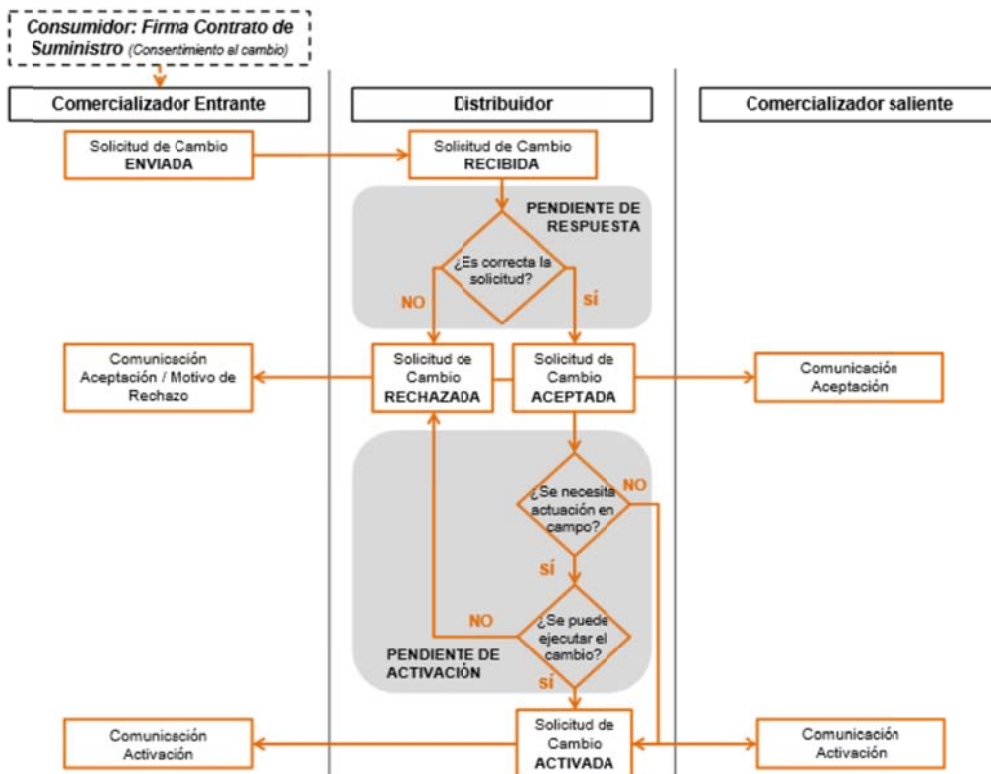 Consumidor: Firma Contrato de
Suministro (Consentimiento al cambio)
Comercializador Entrante
Distribuidor
Comercializador saliente
Solicitud de Cambio
ENVIADA
Solicitud de Cambio
RECIBIDA
PENDIENTE DE
RESPUESTA
¿Es correcta la
solicitud?
NO
SÍ
Comunicación
Aceptación / Motivo de
Rechazo
Solicitud de
Cambio
RECHAZADA
Solicitud de
Cambio
ACEPTADA
Comunicación
Aceptación
¿Se necesita
actuación en
campo?
NO
SÍ
NO
¿Se puede
ejecutar el
cambio?
PENDIENTE DE
ACTIVACIÓN
SÍ
Comunicación
Activación
Solicitud de
Cambio
ACTIVADA
Comunicación
Activación